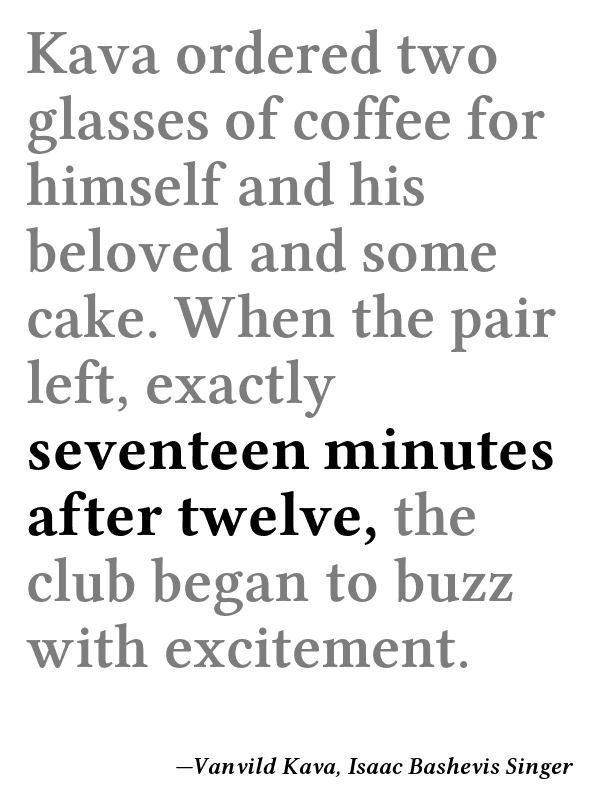 Kava ordered two
glasses of coffee for
himself and his
beloved and some
cake. When the pair
left, exactly
seventeen minutes
after twelve, the
club began to buzz
with excitement.
—Vanvild Kava, Isaac Bashevis Singer